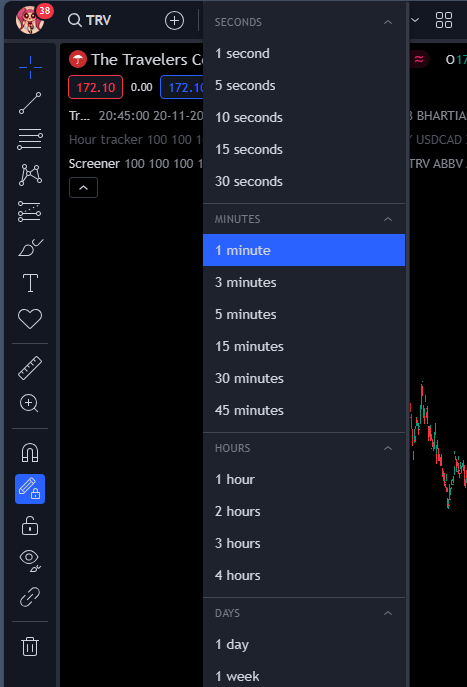 38
TRV
The Travelers C
172.10
0.00
172.10
O17
Tr... 20:45:00 20-11-20
BHARTIA
Hour tracker 100 100 10
USDCAD
Screener 100 100 100 1
TRV ABBV
SECONDS
1 second
5 seconds
10 seconds
15 seconds
30 seconds
MINUTES
1 minute
3 minutes
5 minutes
15 minutes
30 minutes
45 minutes
HOURS
1 hour
2 hours
3 hours
4 hours
DAYS
1 day
1 week